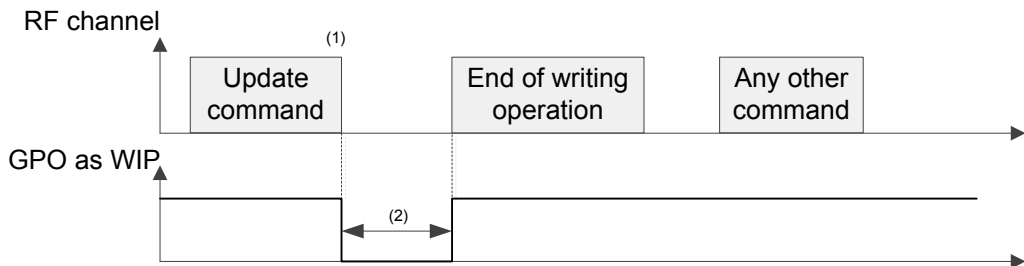 RF channel
(1)
Update
command
End of writing
operation
Any other
command
GPO as WIP
(2)